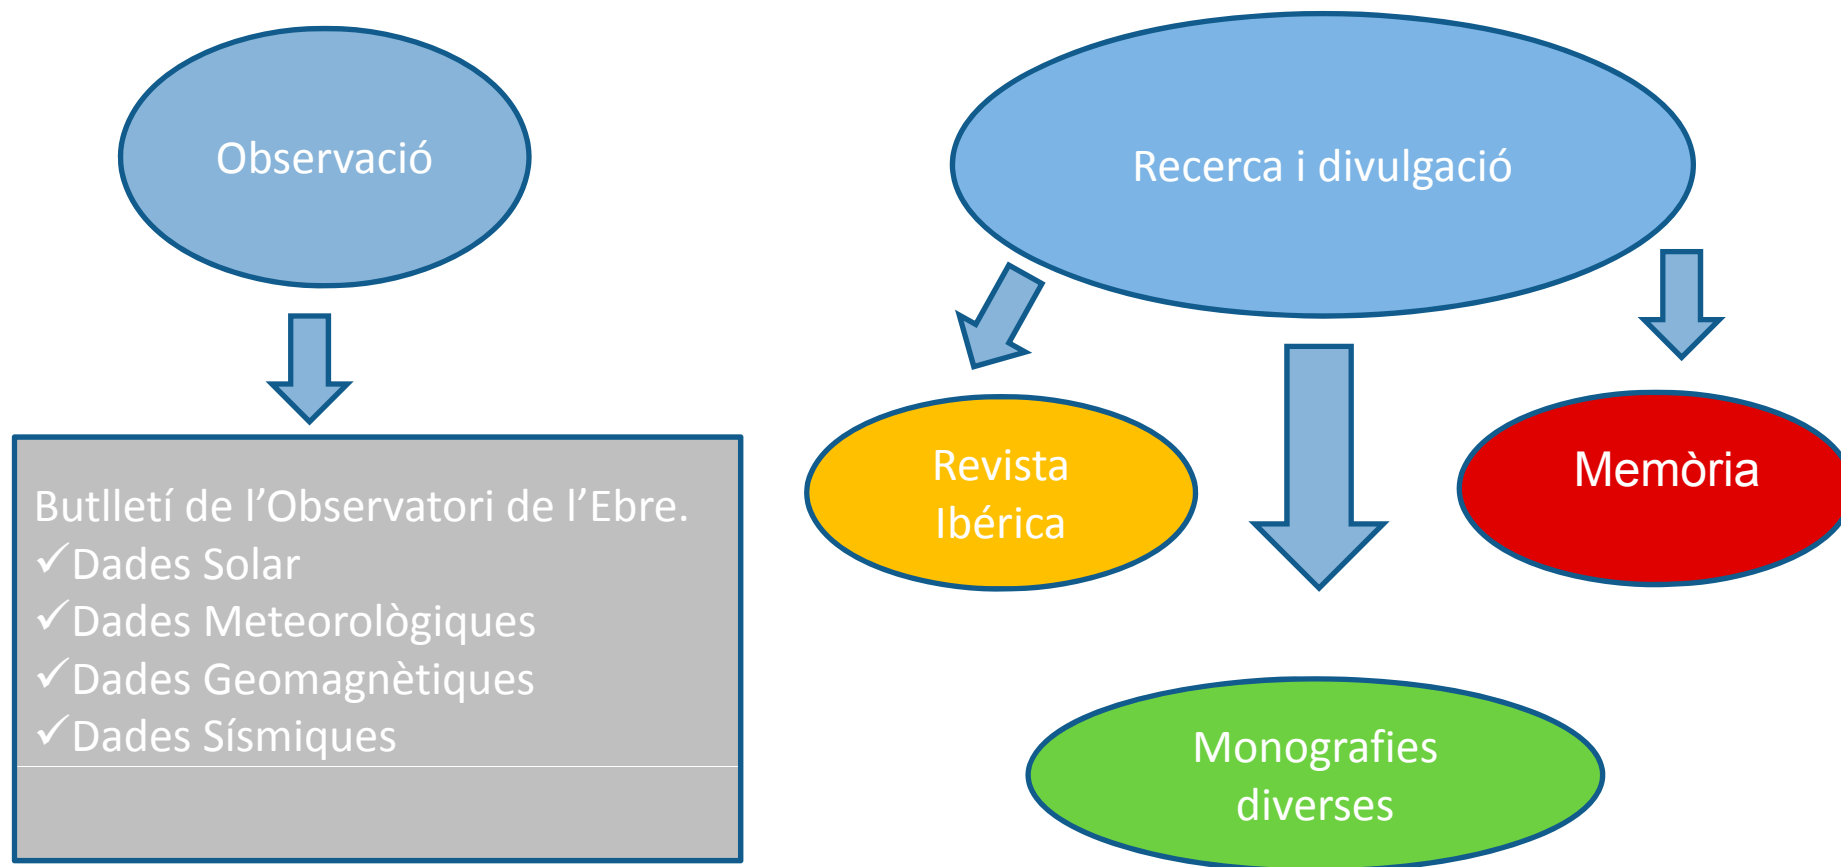 Observació
Butlletí de l’Observatori de l’Ebre.
✓Dades Solar
✓Dades Meteorològiques
✓Dades Geomagnètiques
✓Dades Sísmiques
Recerca i divulgació
Revista
Ibérica
Memòria
Monografies
diverses